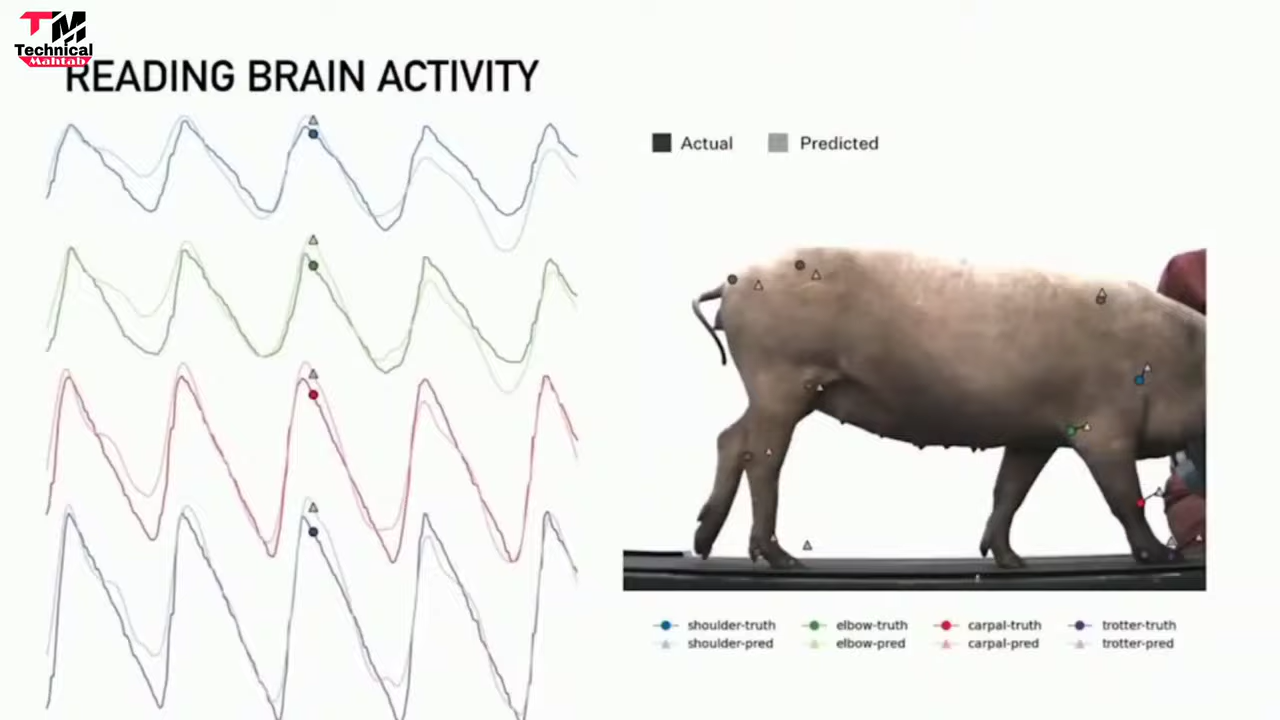 TM
Technical
Mahtab
READING BRAIN ACTIVITY
Actual
Predicted
shoulder-truth
elbow-truth
carpal-truth
trotter-truth
shoulder-pred
elbow-pred
carpal-pred
trotter-pred